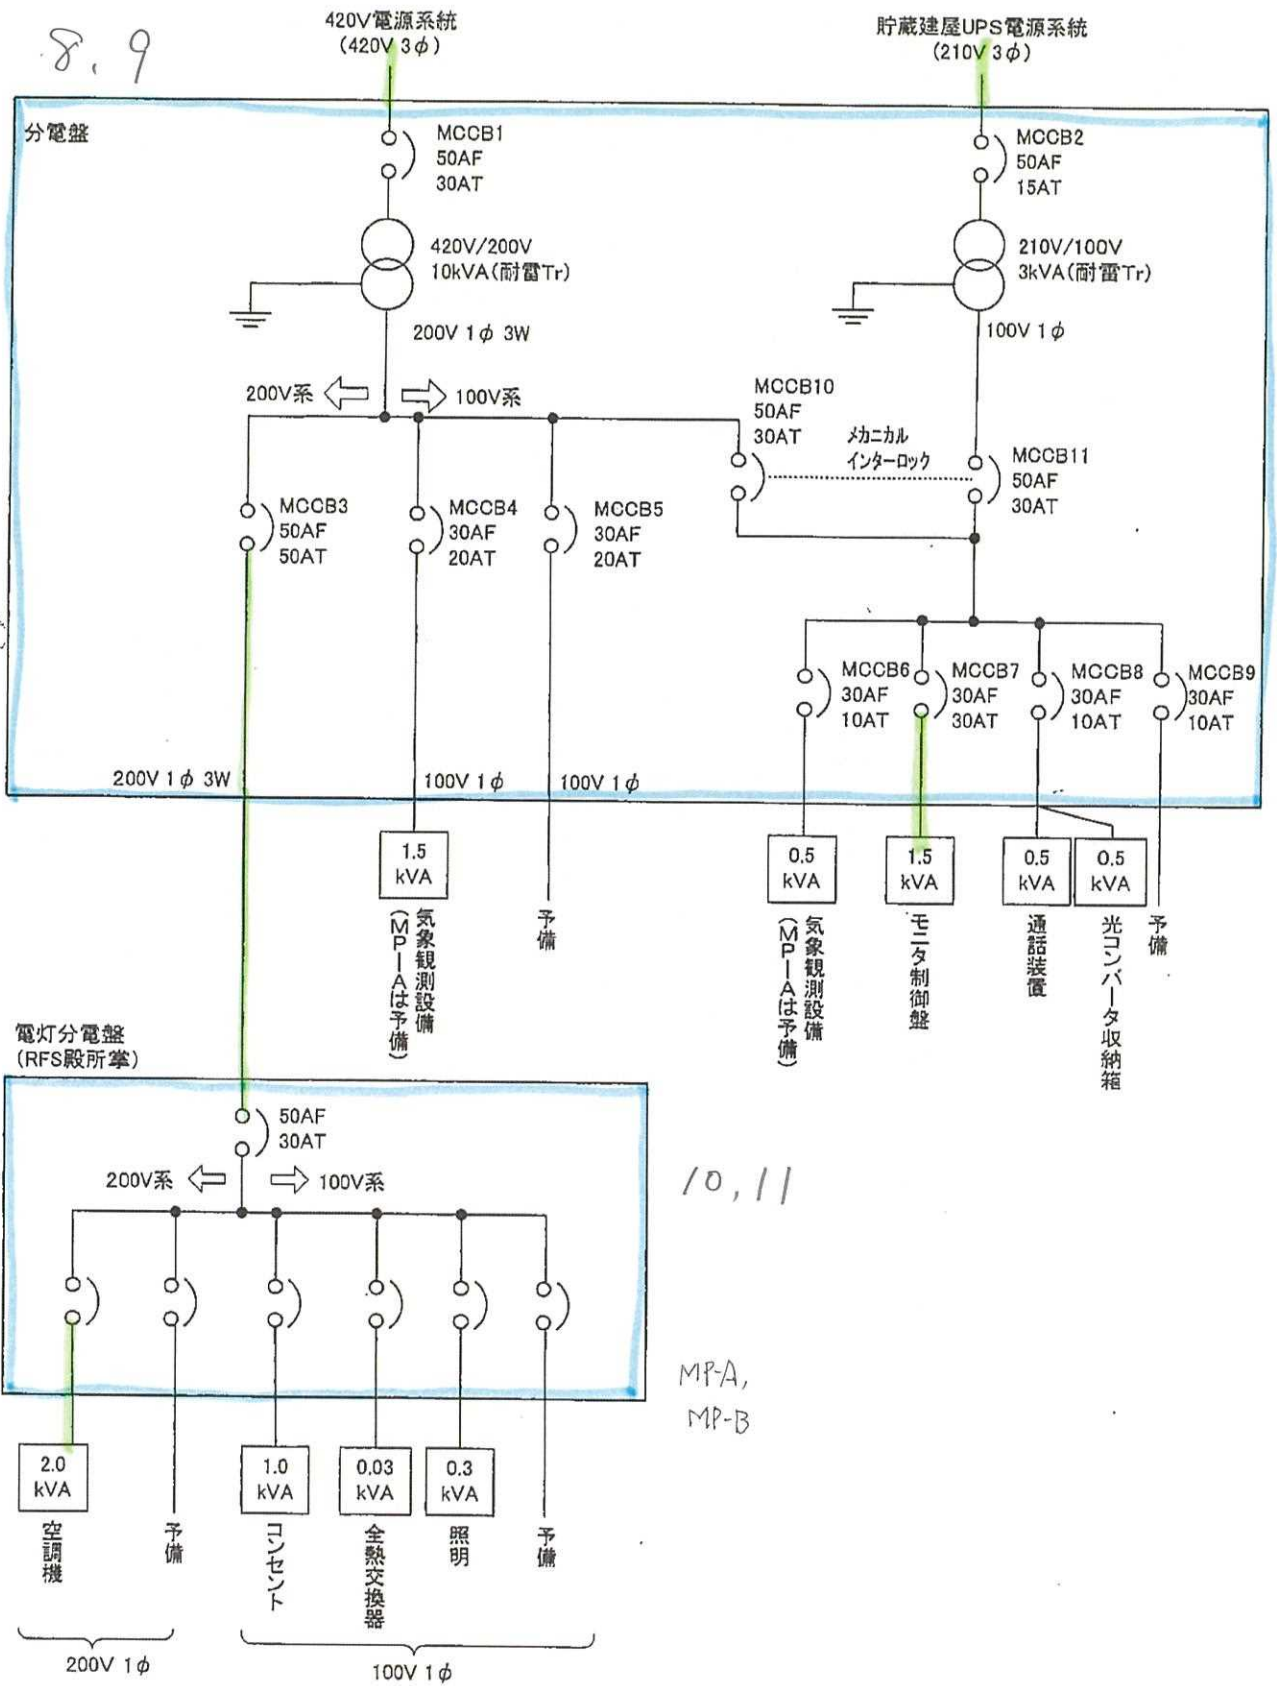 8, 9
420V電源系統
(420V 3φ)
貯蔵建屋UPS電源系統
(210V 3φ)
分電盤
MCCB1
50AF
30AT
MCCB2
50AF
15AT
420V/200V
10kVA(耐雷Tr)
210V/100V
3kVA(耐雷Tr)
200V 1φ 3W
100V 1φ
200V系
100V系
MCCB10
50AF
30AT
メカニカル
インターロック
MCCB11
50AF
30AT
MCCB3
50AF
50AT
MCCB4
30AF
20AT
MCCB5
30AF
20AT
MCCB6
30AF
10AT
MCCB7
30AF
30AT
MCCB8
30AF
10AT
MCCB9
30AF
10AT
200V 1φ 3W
100V 1φ
100V 1φ
1.5
kVA
気象観測設備
(MP-Aは予備)
予備
0.5
kVA
気象観測設備
(MP-Aは予備)
1.5
kVA
モニタ制御盤
0.5
kVA
通話装置
0.5
kVA
光コンバータ収納箱
予備
電灯分電盤
(RFS殿所掌)
50AF
30AT
200V系
100V系
10, 11
MP-A,
MP-B
2.0
kVA
空調機
予備
1.0
kVA
コンセント
0.03
kVA
全熱交換器
0.3
kVA
照明
予備
200V 1φ
100V 1φ